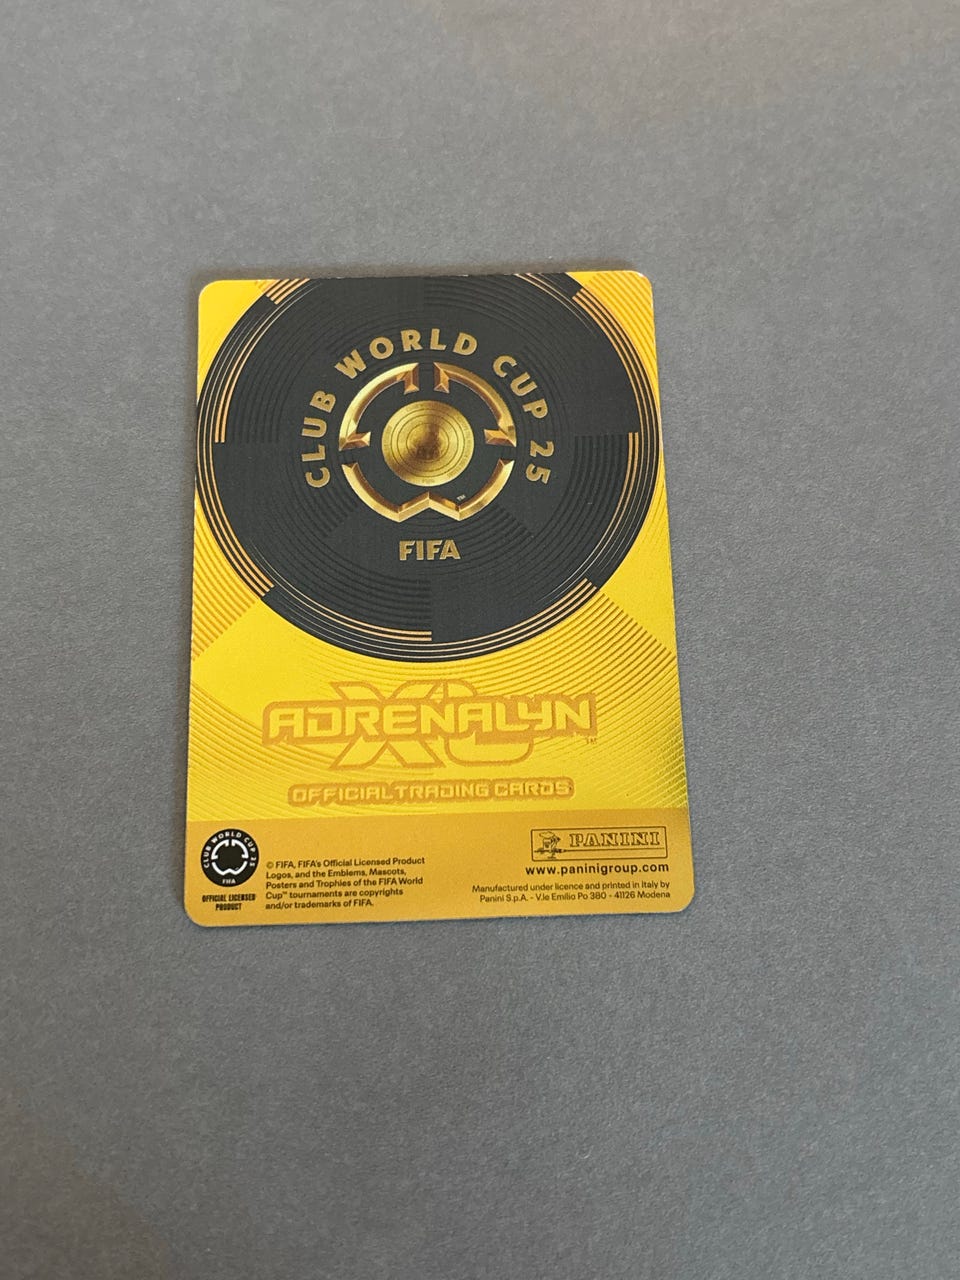 CLUB WORLD CUP 25
™
FIFA
XL
ADRENALYN
™
OFFICIAL TRADING CARDS
CLUB WORLD CUP 25
FIFA
OFFICIAL LICENSED
PRODUCT
© FIFA, FIFA's Official Licensed Product
Logos, and the Emblems, Mascots,
Posters and Trophies of the FIFA World
Cup™ tournaments are copyrights
and/or trademarks of FIFA.
PANINI
www.paninigroup.com
Manufactured under licence and printed in Italy by
Panini S.p.A. - V.le Emilio Po 380 - 41126 Modena